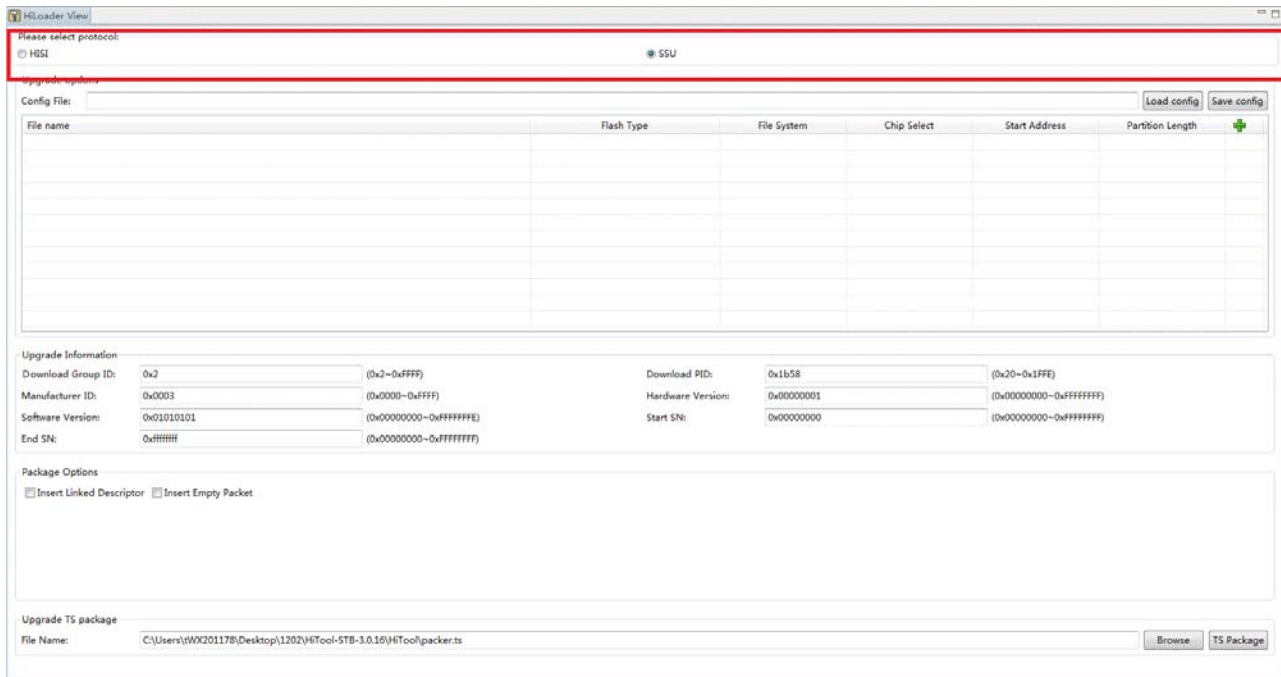 HiLoader View
Please select protocol:
HISI SSU
Upgrade Options
Config File: Load config Save config
File name Flash Type File System Chip Select Start Address Partition Length
Upgrade Information
Download Group ID: 0x2 (0x2~0xFFFF) Download PID: 0x1b58 (0x20~0x1FFE)
Manufacturer ID: 0x0003 (0x0000~0xFFFF) Hardware Version: 0x00000001 (0x00000000~0xFFFFFFFF)
Software Version: 0x01010101 (0x00000000~0xFFFFFFFE) Start SN: 0x00000000 (0x00000000~0xFFFFFFFF)
End SN: 0xffffffff (0x00000000~0xFFFFFFFF)
Package Options
Insert Linked Descriptor Insert Empty Packet
Upgrade TS package
File Name: C:\Users\tWX201178\Desktop\1202\HiTool-STB-3.0.16\HiTool\packer.ts Browse TS Package